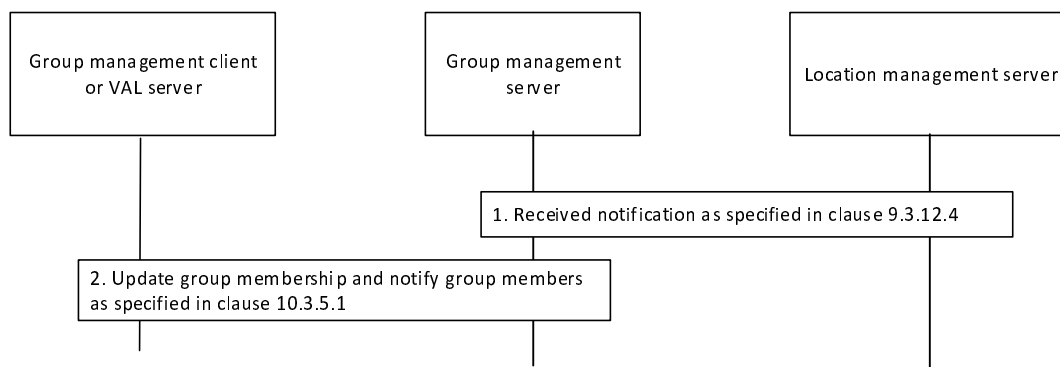 Group management client
or VAL server
Group management
server
Location management server
1. Received notification as specified in clause 9.3.12.4
2. Update group membership and notify group members
as specified in clause 10.3.5.1